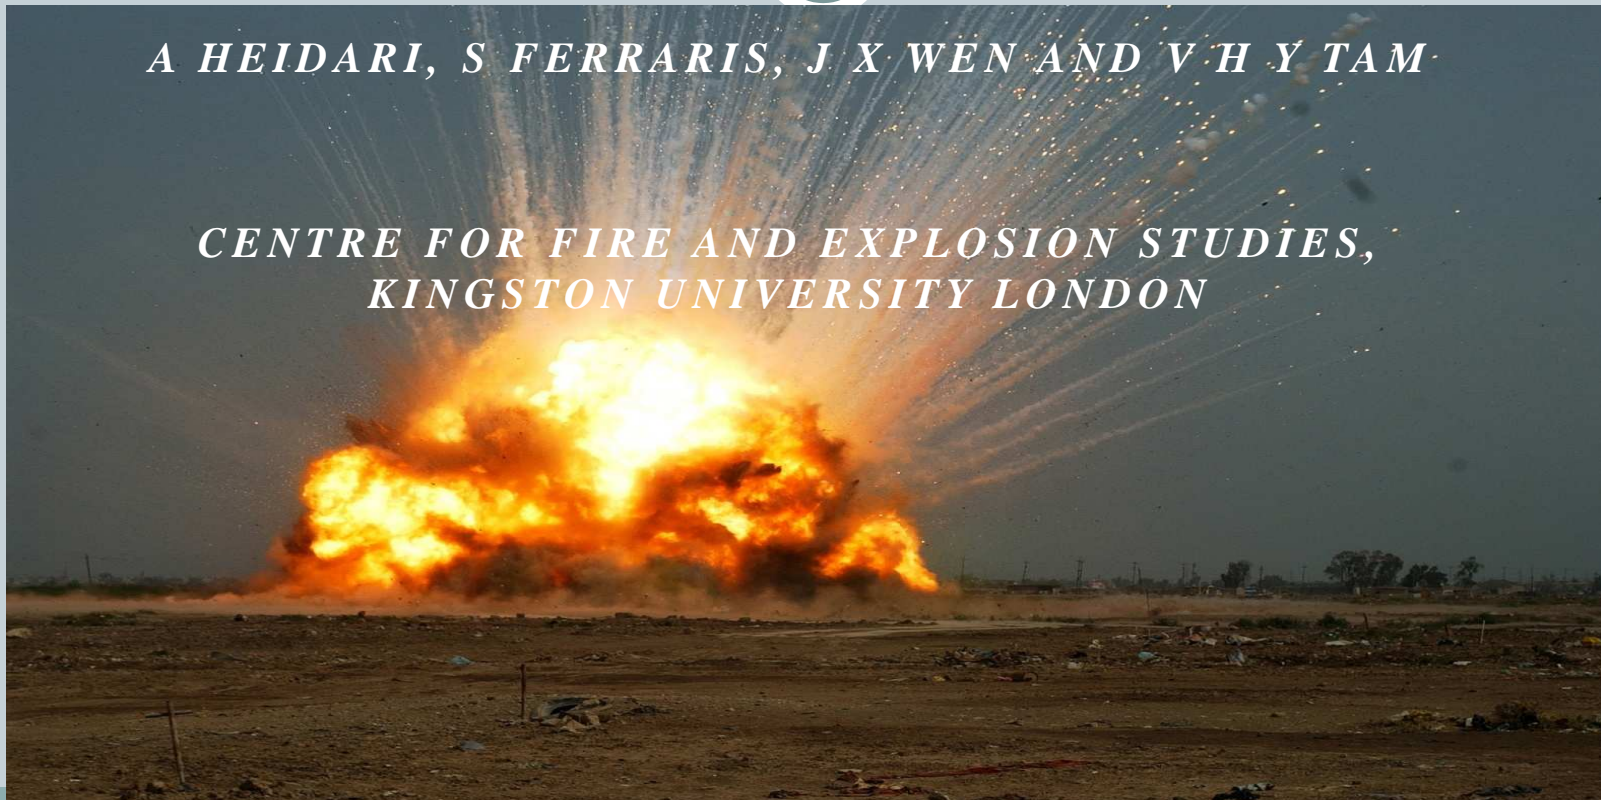 A HEIDARI, S FERRARIS, J X WEN AND V H Y TAM
CENTRE FOR FIRE AND EXPLOSION STUDIES,
KINGSTON UNIVERSITY LONDON